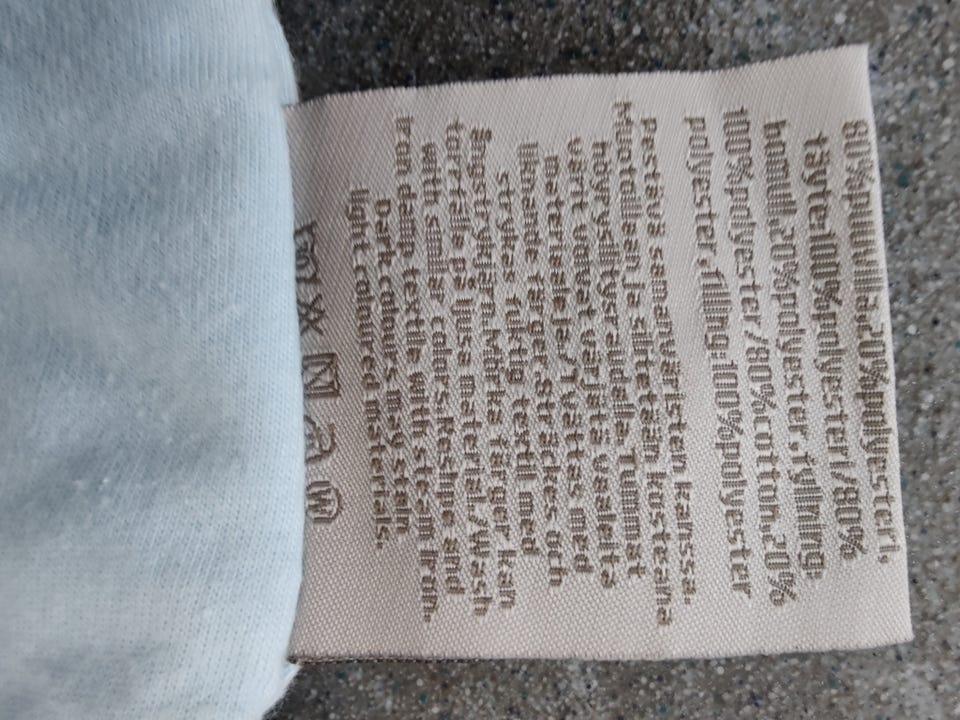 80%puuvilla,20%polyesteri,
täyte:100%polyesteri/80%
bomull,20%polyester,fyllning:
100%polyester/80%cotton,20%
polyester,filling:100%polyester
Pestävä samanväristen kanssa.
Muotoillaan ja silitetään kosteana
höyrysilitysraudalla. Tummat
värit voivat värjätä vaaleita
materiaaleja/Tvättas med
liknande färger,sträckes och
strykas fuktig textil med
ångstrykjärn. Mörka färger kan
på ljusa material./Wash
with similar colors.Reshape and
Iron damp textile with steam iron.
Dark colours may stain
light coloured materials.